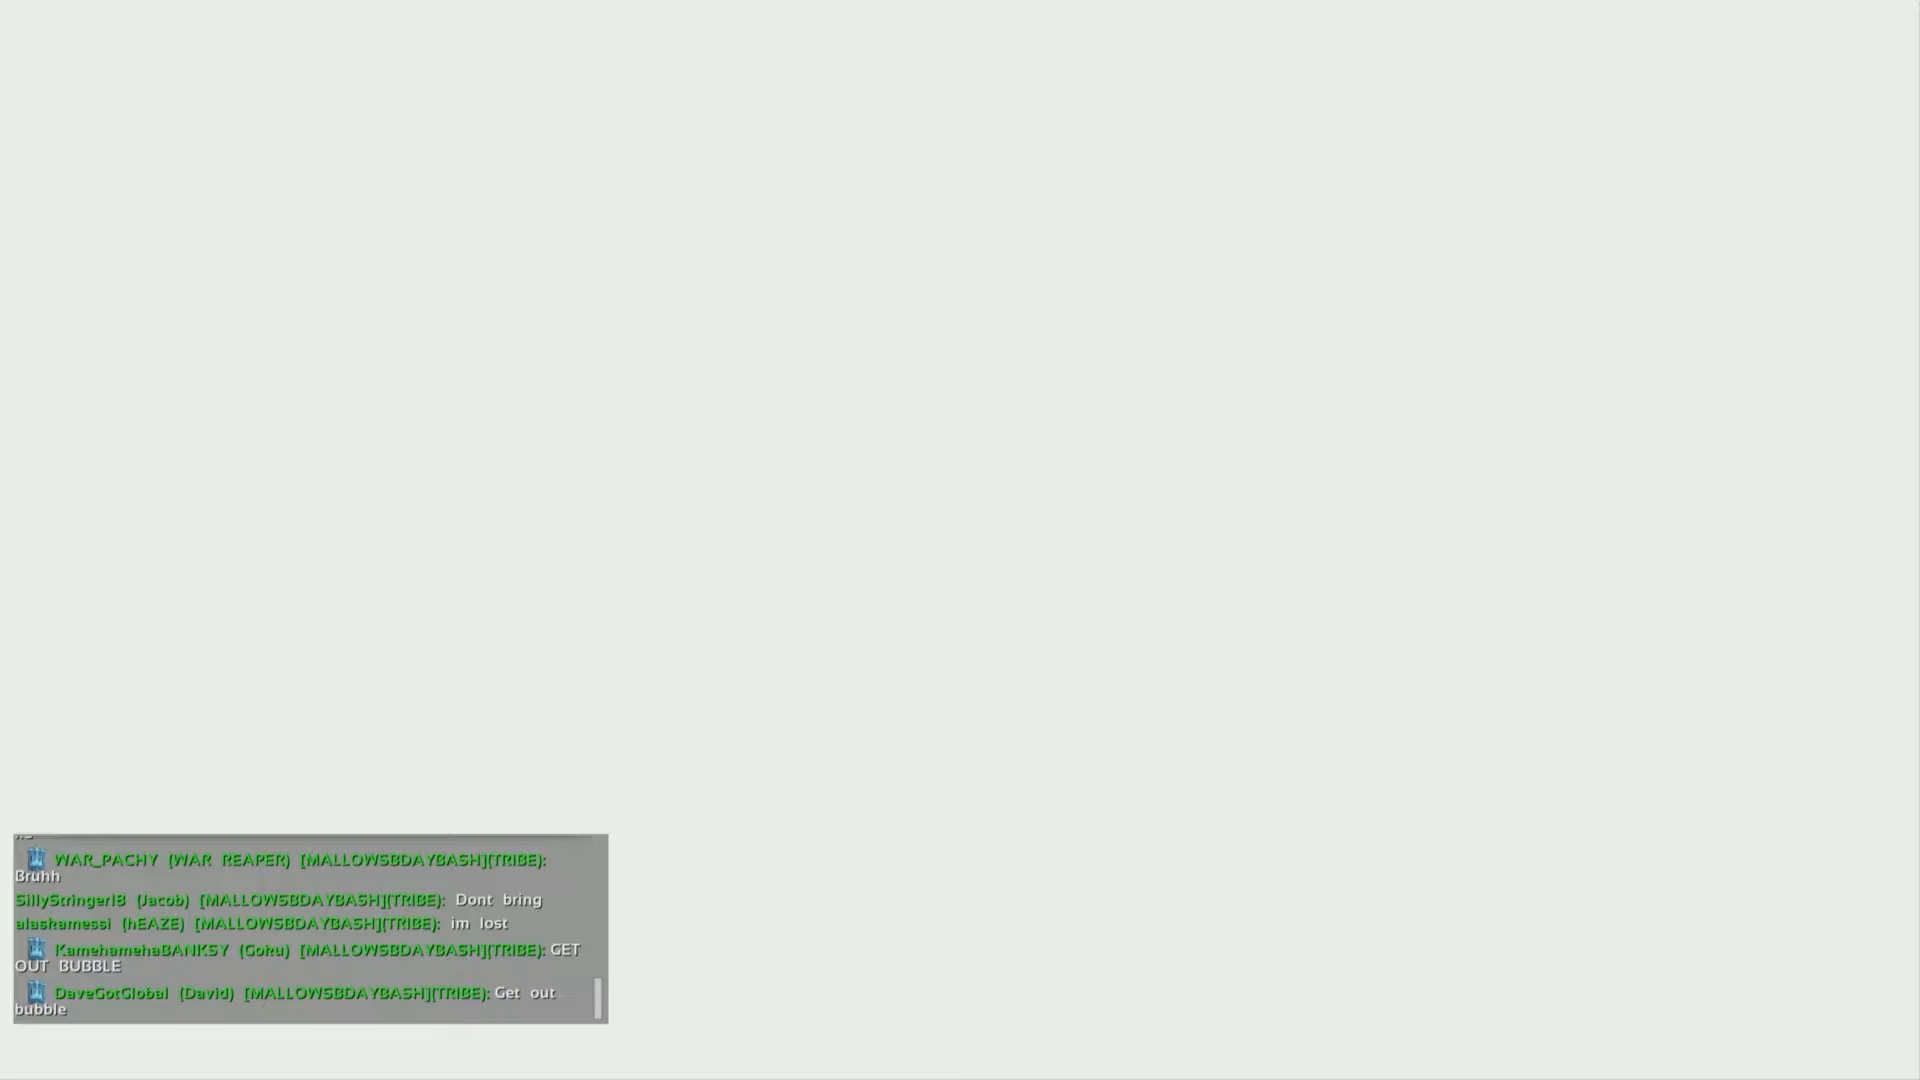 WAR_PACHY (WAR REAPER) [MALLOWSBDAYBASH](TRIBE):
Bruhh
SillyStringer18 (Jacob) [MALLOWSBDAYBASH](TRIBE): Dont bring
alaskamessi (hEAZE) [MALLOWSBDAYBASH](TRIBE): im lost
KamehamehaBANKSY (Goku) [MALLOWSBDAYBASH](TRIBE): GET
OUT BUBBLE
DaveGotGlobal (David) [MALLOWSBDAYBASH](TRIBE): Get out
bubble